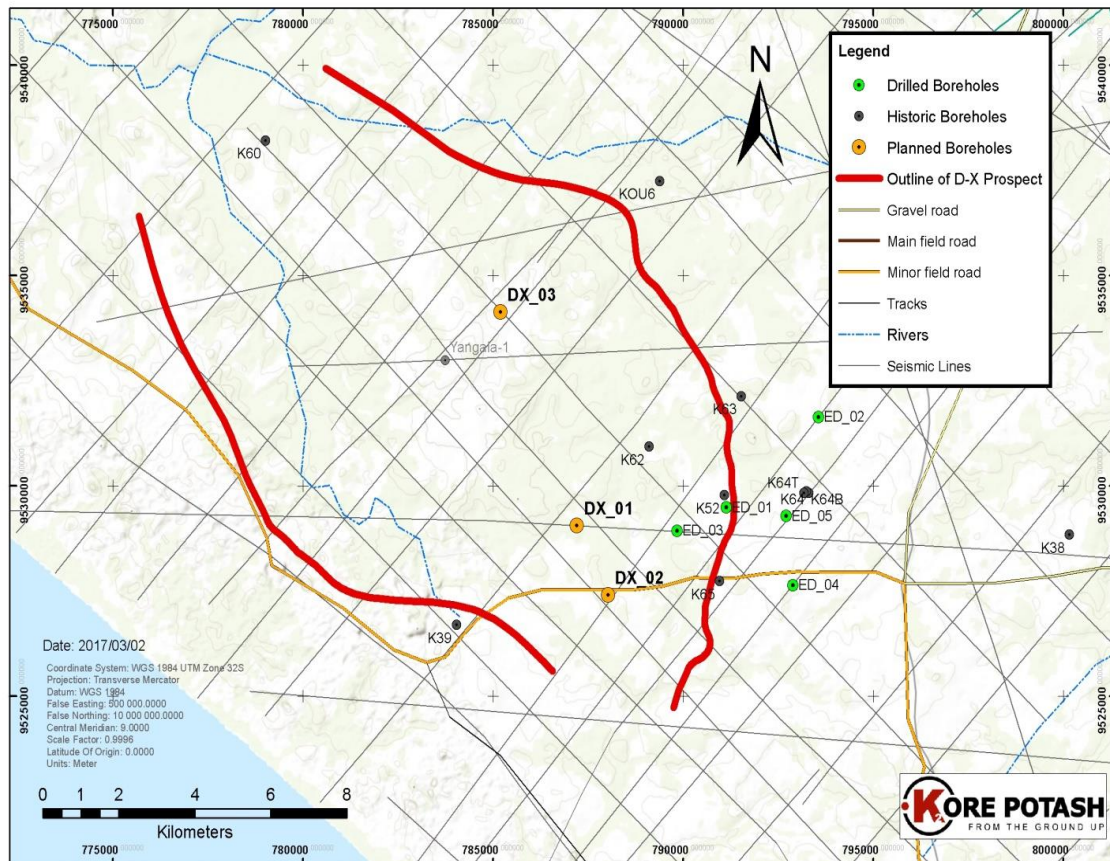 775000
780000
785000
790000
795000
800000
9540000
9540000
N
Legend
Drilled Boreholes
Historic Boreholes
Planned Boreholes
Outline of D-X Prospect
Gravel road
Main field road
Minor field road
Tracks
Rivers
Seismic Lines
K60
KOU6
9535000
9535000
DX_03
Yangala-1
K63
ED_02
K62
K64T
K64
K64B
9530000
9530000
K52
ED_01
ED_05
DX_01
ED_03
K38
DX_02
K65
ED_04
K39
Date: 2017/03/02
Coordinate System: WGS 1984 UTM Zone 32S
Projection: Transverse Mercator
Datum: WGS 1984
False Easting: 500 000.0000
False Northing: 10 000 000.0000
Central Meridian: 9.0000
Scale Factor: 0.9996
Latitude Of Origin: 0.0000
Units: Meter
9525000
9525000
0 1 2 4 6 8
Kilometers
KORE POTASH
FROM THE GROUND UP
775000
780000
785000
790000
795000
800000